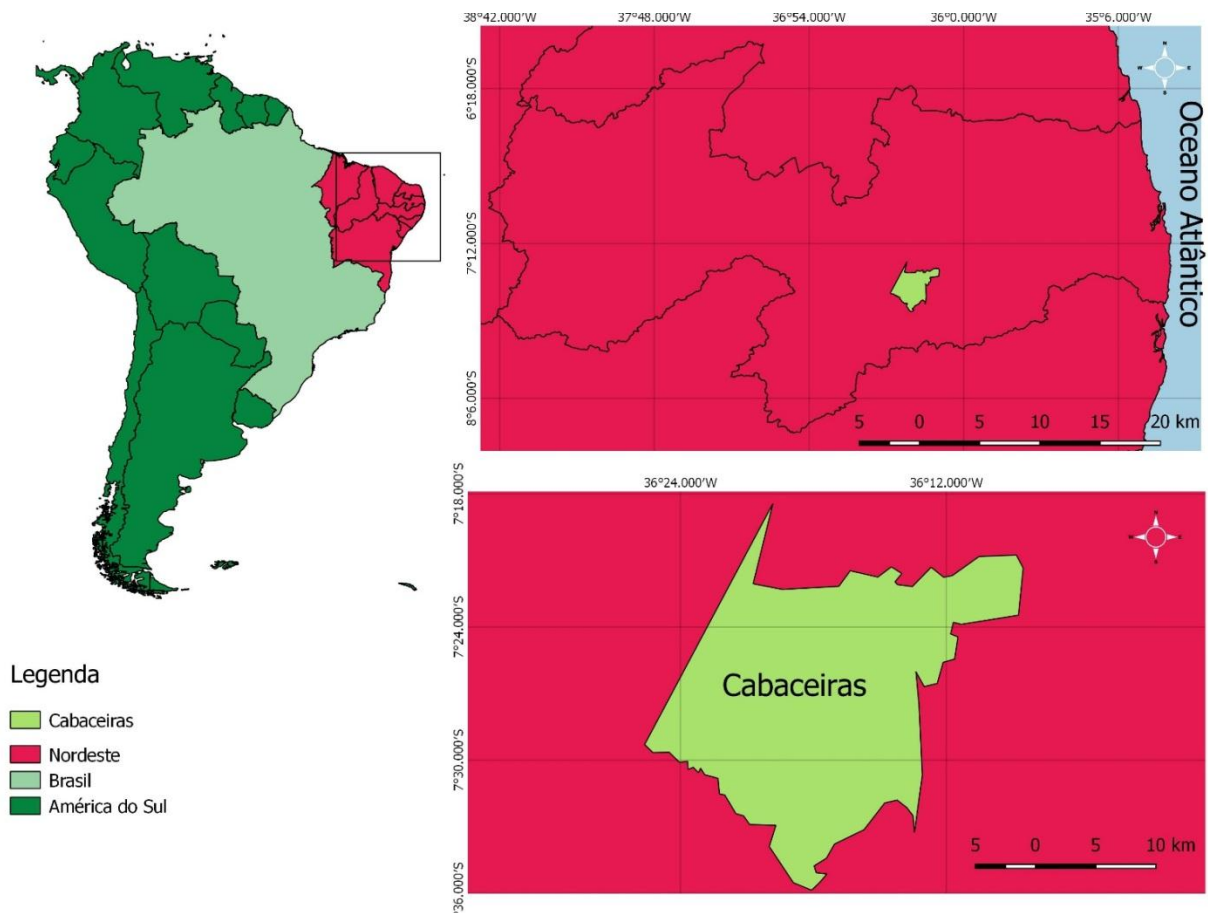 38°42.000'W 37°48.000'W 36°54.000'W 36°0.000'W 35°6.000'W
6°18.000'S
7°12.000'S
8°6.000'S
Oceano Atlântico
5 0 5 10 15 20 km
36°24.000'W 36°12.000'W
7°18.000'S
7°24.000'S
7°30.000'S
7°36.000'S
Cabaceiras
5 0 5 10 km
Legenda
Cabaceiras
Nordeste
Brasil
América do Sul